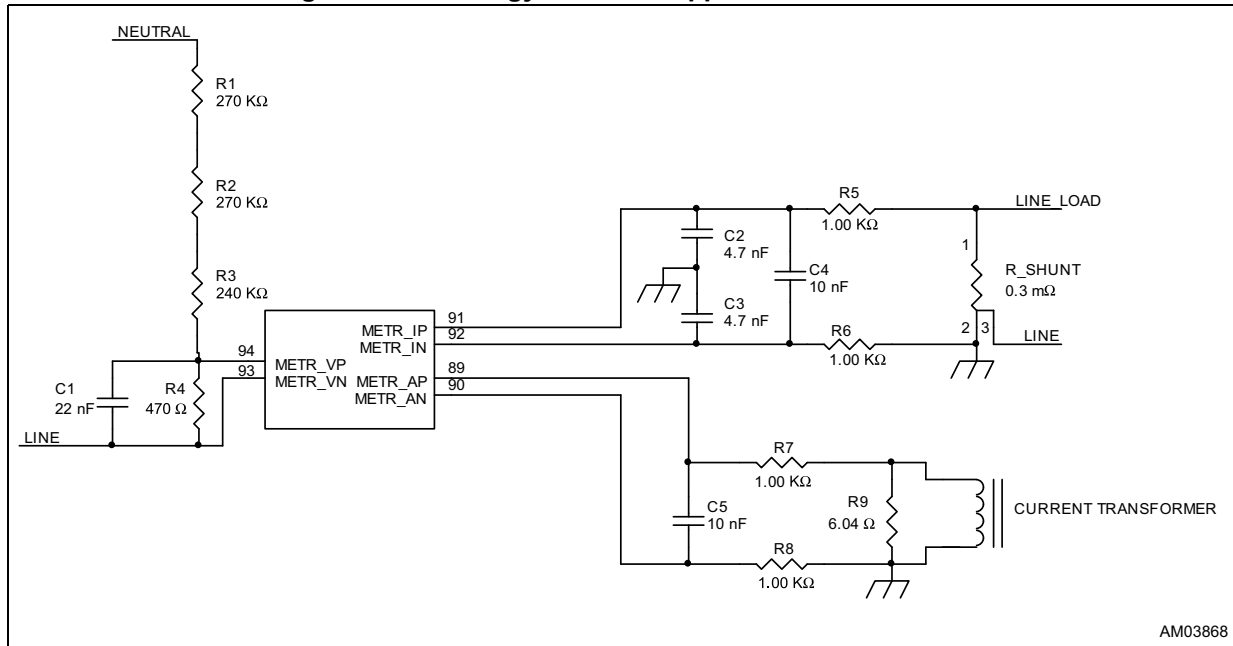 NEUTRAL
R1
270 KΩ
R2
270 KΩ
R3
240 KΩ
C1
22 nF
R4
470 Ω
LINE
94
93
METR_VP
METR_VN
METR_IP
METR_IN
METR_AP
METR_AN
91
92
89
90
C2
4.7 nF
C3
4.7 nF
C4
10 nF
R5
1.00 KΩ
R6
1.00 KΩ
LINE_LOAD
1
R_SHUNT
0.3 mΩ
2
3
LINE
R7
1.00 KΩ
C5
10 nF
R8
1.00 KΩ
R9
6.04 Ω
CURRENT TRANSFORMER
AM03868